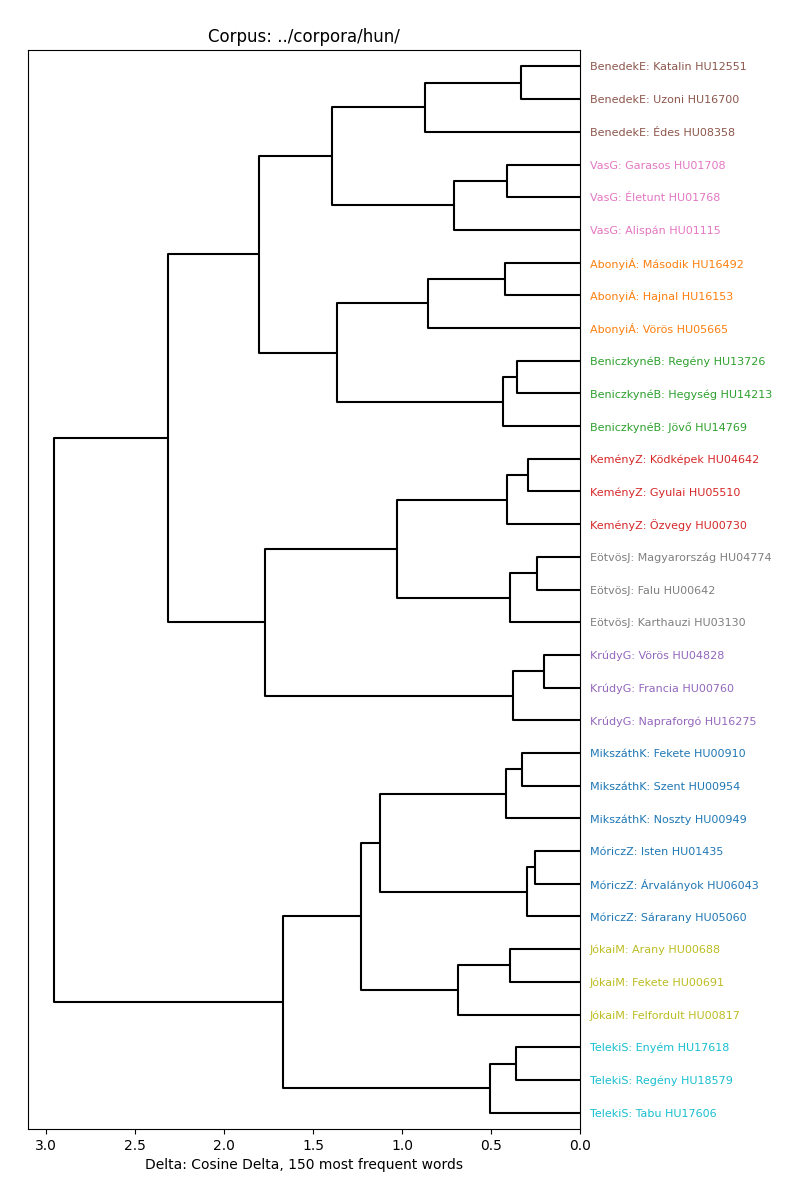 Corpus: ../corpora/hun/
BenedekE: Katalin HU12551
BenedekE: Uzoni HU16700
BenedekE: Édes HU08358
VasG: Garasos HU01708
VasG: Életunt HU01768
VasG: Alispán HU01115
AbonyiÁ: Második HU16492
AbonyiÁ: Hajnal HU16153
AbonyiÁ: Vörös HU05665
BeniczkynéB: Regény HU13726
BeniczkynéB: Hegység HU14213
BeniczkynéB: Jövő HU14769
KeményZ: Ködképek HU04642
KeményZ: Gyulai HU05510
KeményZ: Özvegy HU00730
EötvösJ: Magyarország HU04774
EötvösJ: Falu HU00642
EötvösJ: Karthauzi HU03130
KrúdyG: Vörös HU04828
KrúdyG: Francia HU00760
KrúdyG: Napraforgó HU16275
MikszáthK: Fekete HU00910
MikszáthK: Szent HU00954
MikszáthK: Noszty HU00949
MóriczZ: Isten HU01435
MóriczZ: Árvalányok HU06043
MóriczZ: Sárarany HU05060
JókaiM: Arany HU00688
JókaiM: Fekete HU00691
JókaiM: Felfordult HU00817
TelekiS: Enyém HU17618
TelekiS: Regény HU18579
TelekiS: Tabu HU17606
3.0 2.5 2.0 1.5 1.0 0.5 0.0
Delta: Cosine Delta, 150 most frequent words